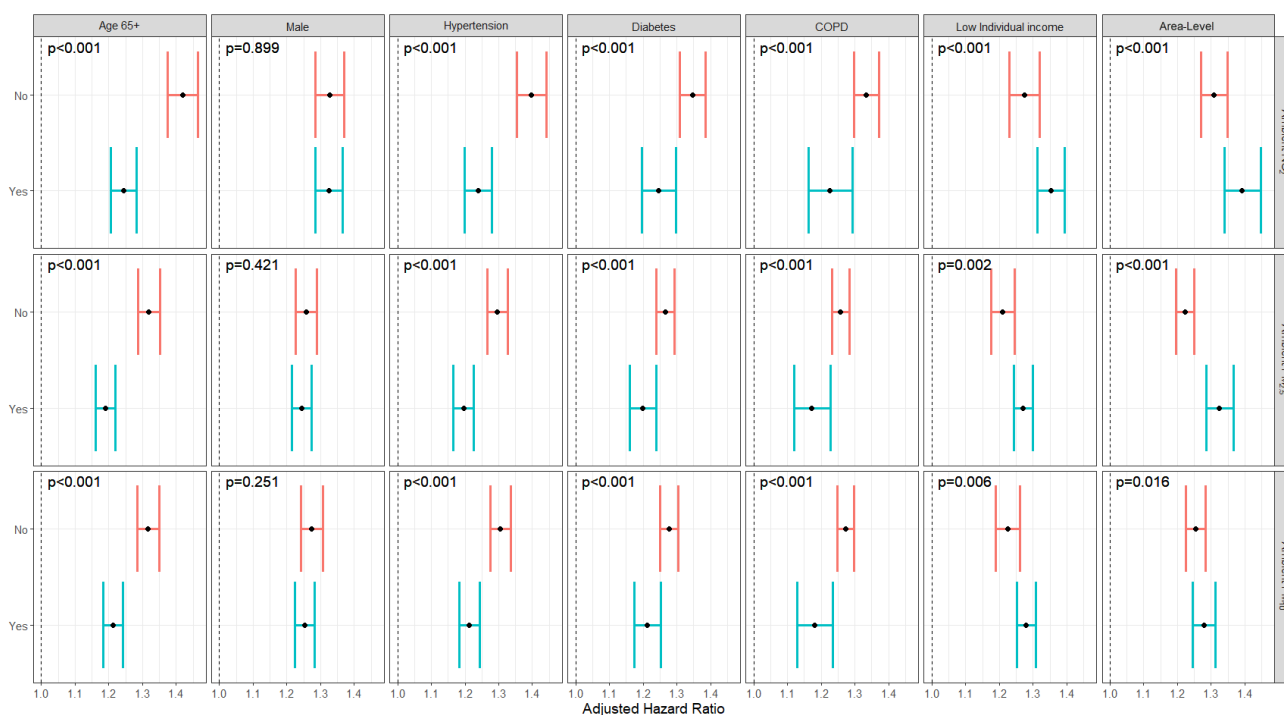 Age 65+ Male Hypertension Diabetes COPD Low Individual income Area-Level
p<0.001 p=0.899 p<0.001 p<0.001 p<0.001 p<0.001 p<0.001
No
Yes
p<0.001 p=0.421 p<0.001 p<0.001 p<0.001 p=0.002 p<0.001
No
Yes
p<0.001 p=0.251 p<0.001 p<0.001 p<0.001 p=0.006 p=0.016
No
Yes
1.0 1.1 1.2 1.3 1.4 1.0 1.1 1.2 1.3 1.4 1.0 1.1 1.2 1.3 1.4 1.0 1.1 1.2 1.3 1.4 1.0 1.1 1.2 1.3 1.4 1.0 1.1 1.2 1.3 1.4 1.0 1.1 1.2 1.3 1.4
Adjusted Hazard Ratio